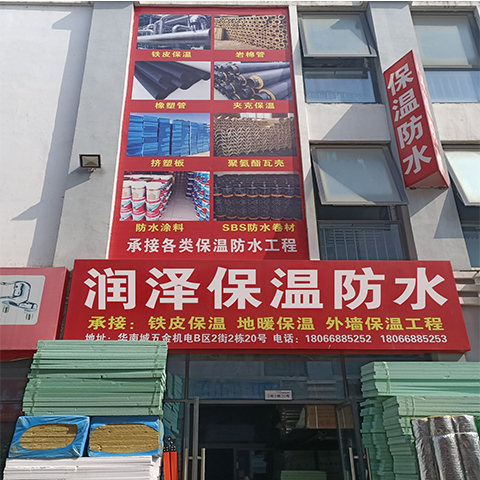 铁皮保温 岩棉管
橡塑管 夹克保温
挤塑板 聚氨酯瓦壳
防水涂料 SBS防水卷材
承接各类保温防水工程
保温防水
润泽保温防水
承接：铁皮保温 地暖保温 外墙保温工程
地址：华南城五金机电B区2街2栋20号 电话：18066885252 18066885253